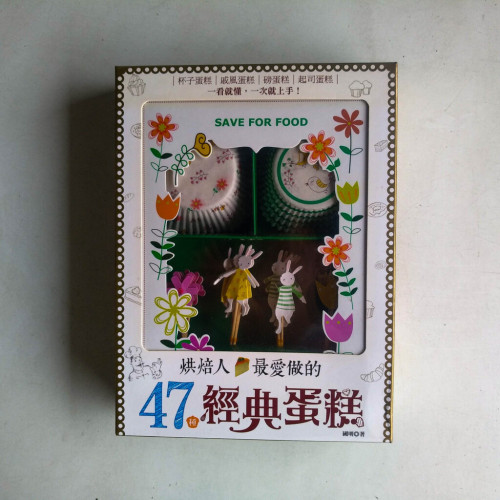 杯子蛋糕｜戚風蛋糕｜磅蛋糕｜起司蛋糕
一看就懂，一次就上手！
SAVE FOR FOOD
烘焙人 最愛做的
47種 經典蛋糕